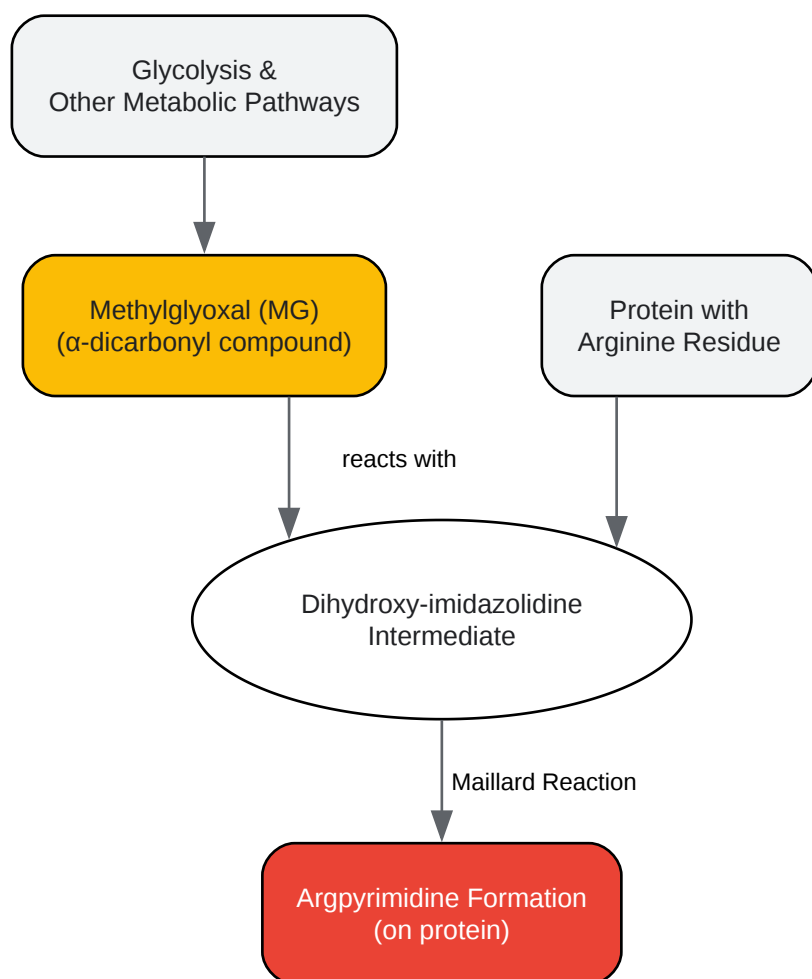 Glycolysis &
Other Metabolic Pathways
Methylglyoxal (MG)
(α-dicarbonyl compound)
Protein with
Arginine Residue
reacts with
Dihydroxy-imidazolidine
Intermediate
Maillard Reaction
Argpyrimidine Formation
(on protein)